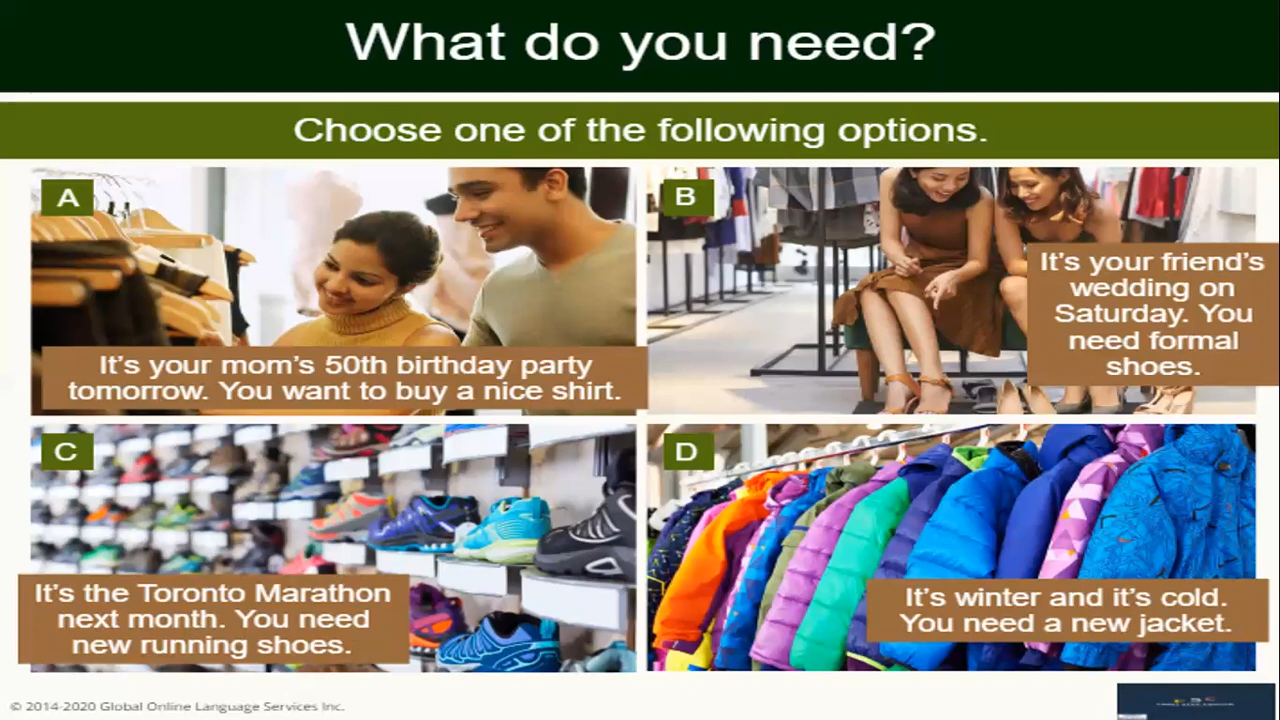 What do you need?
Choose one of the following options.
A
It's your mom's 50th birthday party
tomorrow. You want to buy a nice shirt.
B
It's your friend's
wedding on
Saturday. You
need formal
shoes.
C
It's the Toronto Marathon
next month. You need
new running shoes.
D
It's winter and it's cold.
You need a new jacket.
© 2014-2020 Global Online Language Services Inc.